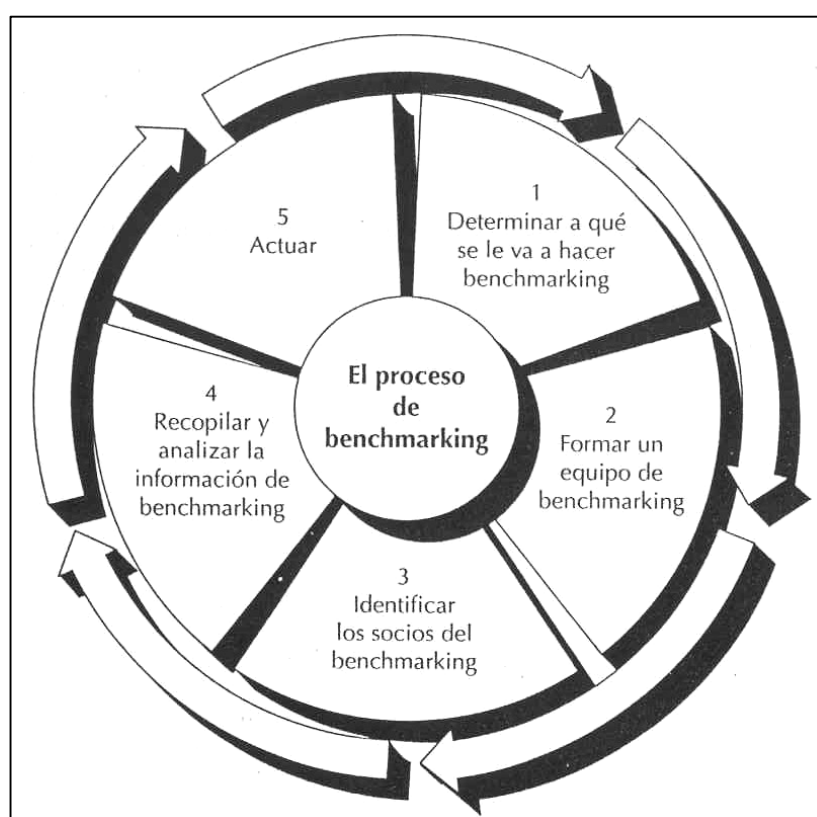 El proceso
de
benchmarking
1
Determinar a qué
se le va a hacer
benchmarking
2
Formar un
equipo de
benchmarking
3
Identificar
los socios del
benchmarking
4
Recopilar y
analizar la
información de
benchmarking
5
Actuar